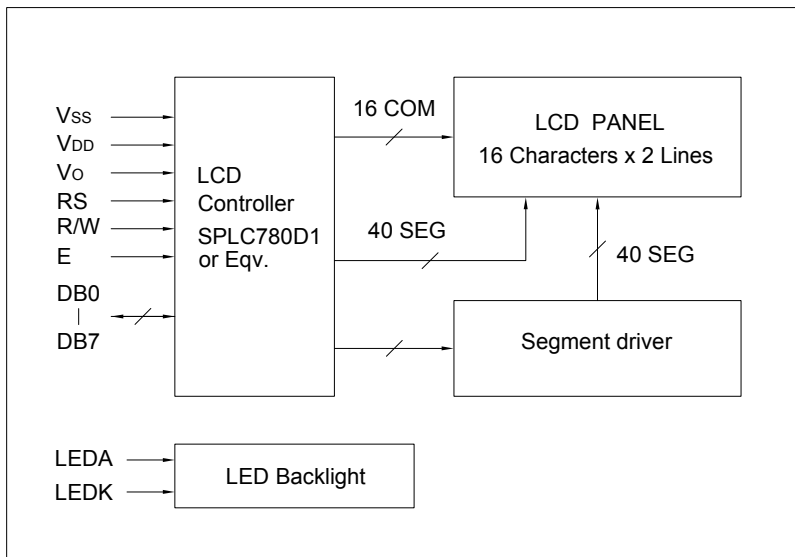 VSS
VDD
VO
RS
R/W
E
DB0
DB7
LCD
Controller
SPLC780D1
or Eqv.
16 COM
40 SEG
LCD PANEL
16 Characters x 2 Lines
40 SEG
Segment driver
LEDA
LEDK
LED Backlight